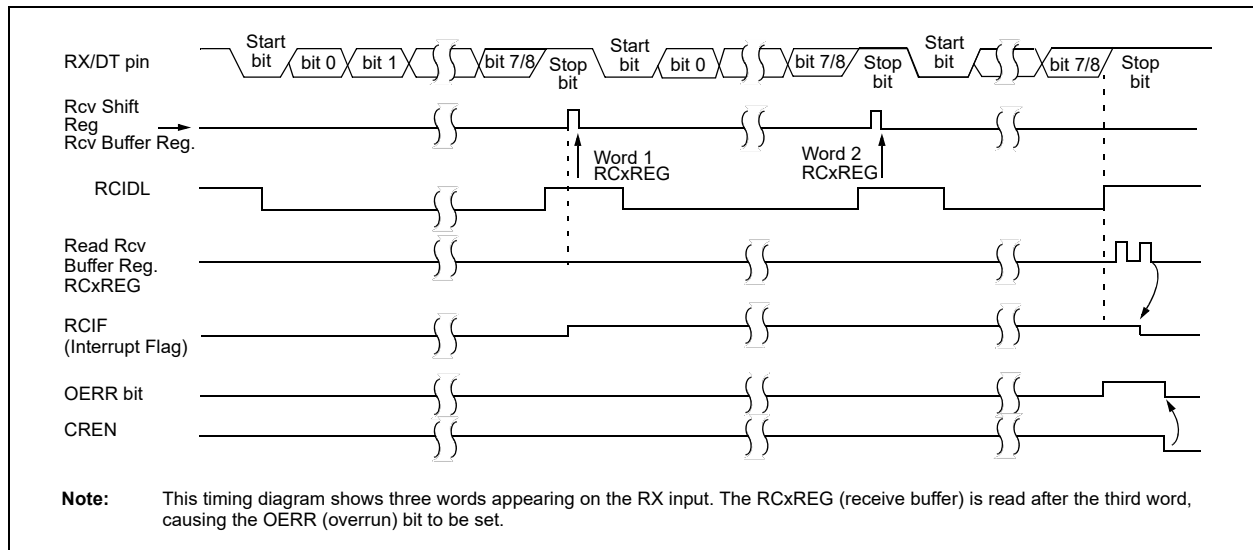 Start bit
bit 0
bit 1
bit 7/8
Stop bit
Start bit
bit 0
bit 7/8
Stop bit
Start bit
bit 7/8
Stop bit
RX/DT pin
Rcv Shift
Reg
Rcv Buffer Reg.
Word 1
RCxREG
Word 2
RCxREG
RCIDL
Read Rcv
Buffer Reg.
RCxREG
RCIF
(Interrupt Flag)
OERR bit
CREN
Note: This timing diagram shows three words appearing on the RX input. The RCxREG (receive buffer) is read after the third word,
causing the OERR (overrun) bit to be set.